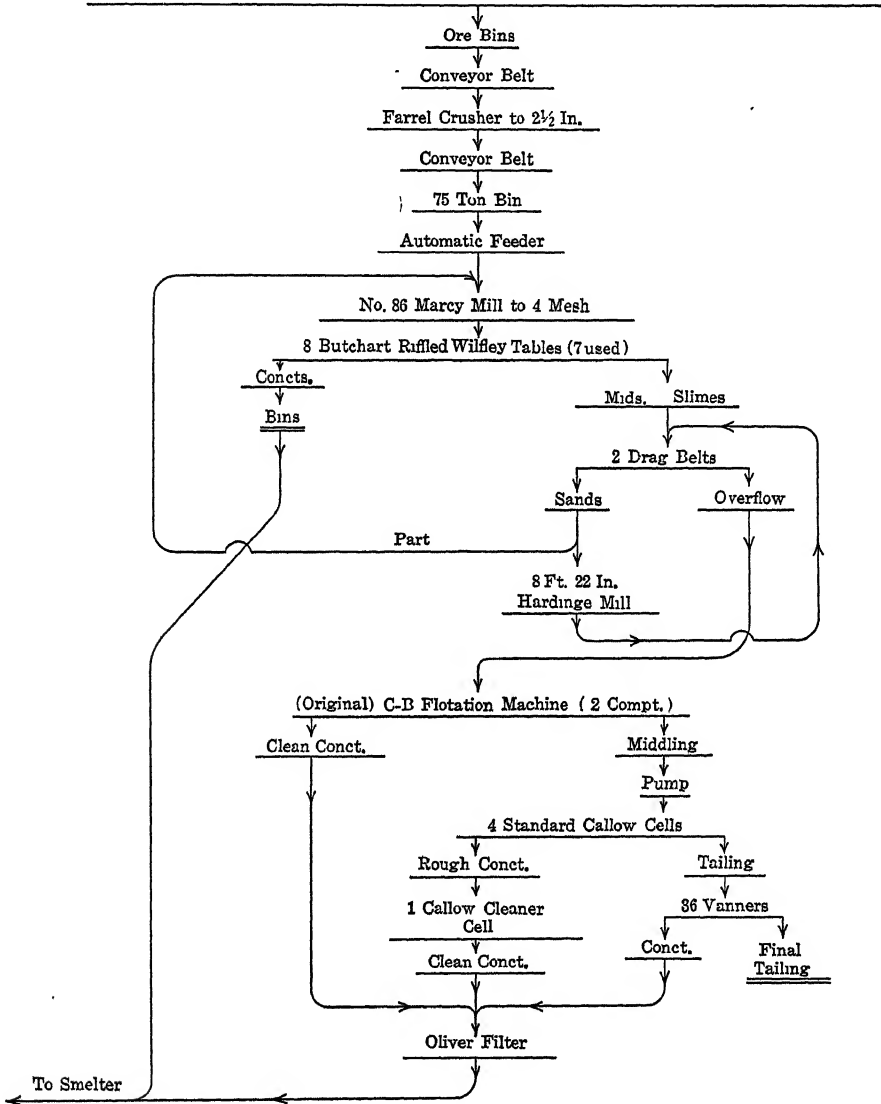 Ore Bins
Conveyor Belt
Farrel Crusher to 2½ In.
Conveyor Belt
75 Ton Bin
Automatic Feeder
No. 86 Marcy Mill to 4 Mesh
8 Butchart Riffled Wilfley Tables (7 used)
Concts.
Mids. Slimes
Bins
2 Drag Belts
Sands Overflow
Part
8 Ft. 22 In.
Hardinge Mill
(Original) C-B Flotation Machine (2 Compt.)
Clean Conct. Middling
Pump
4 Standard Callow Cells
Rough Conct. Tailing
1 Callow Cleaner
Cell
36 Vanners
Conct. Final
Tailing
Clean Conct.
Oliver Filter
To Smelter